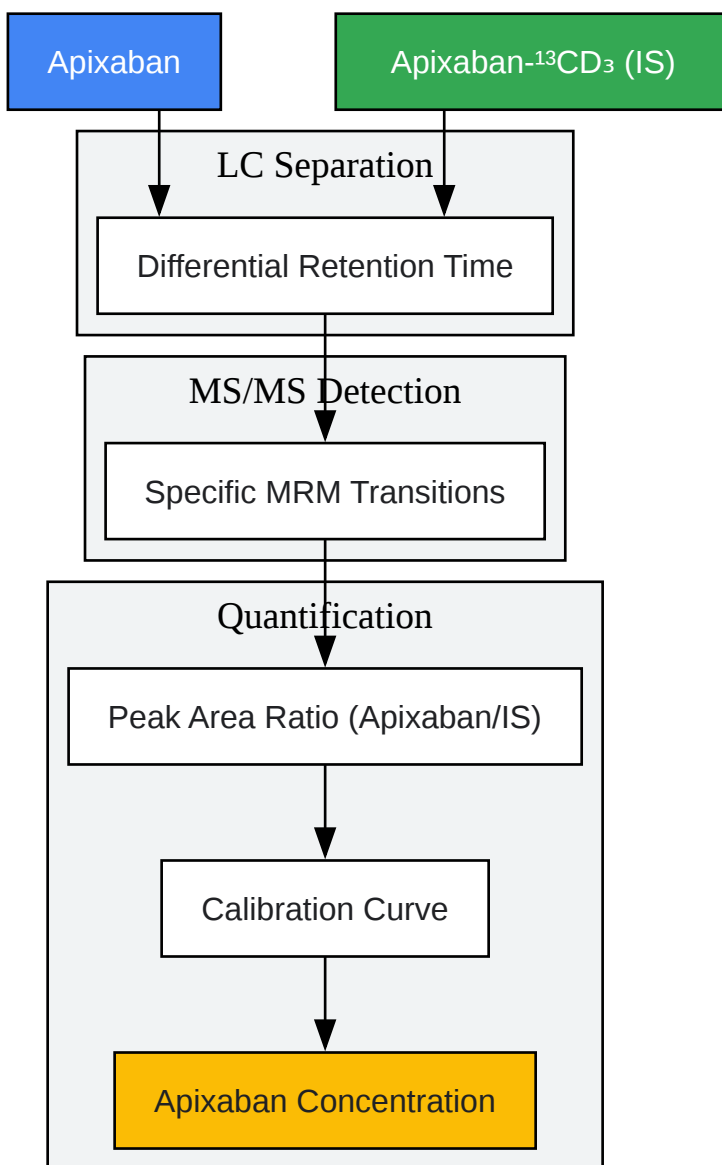 Apixaban
Apixaban-¹³CD₃ (IS)
LC Separation
Differential Retention Time
MS/MS Detection
Specific MRM Transitions
Quantification
Peak Area Ratio (Apixaban/IS)
Calibration Curve
Apixaban Concentration